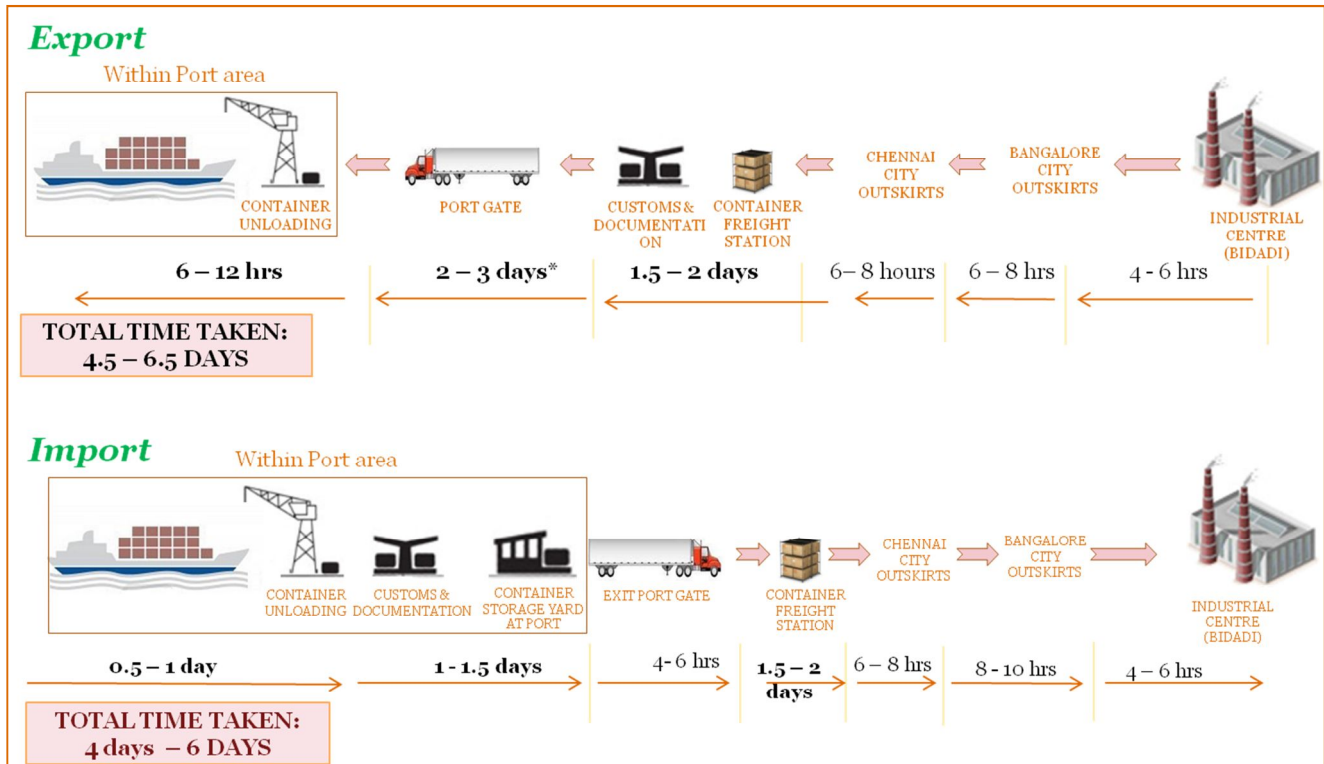 Export
Within Port area
CONTAINER
UNLOADING
PORT GATE
CUSTOMS &
DOCUMENTATI
ON
CONTAINER
FREIGHT
STATION
CHENNAI
CITY
OUTSKIRTS
BANGALORE
CITY
OUTSKIRTS
INDUSTRIAL
CENTRE
(BIDADI)
6 – 12 hrs
2 – 3 days*
1.5 – 2 days
6– 8 hours
6 – 8 hrs
4 - 6 hrs
TOTAL TIME TAKEN:
4.5 – 6.5 DAYS
Import
Within Port area
CONTAINER
UNLOADING
CUSTOMS &
DOCUMENTATION
CONTAINER
STORAGE YARD
AT PORT
EXIT PORT GATE
CONTAINER
FREIGHT
STATION
CHENNAI
CITY
OUTSKIRTS
BANGALORE
CITY
OUTSKIRTS
INDUSTRIAL
CENTRE
(BIDADI)
0.5 – 1 day
1 - 1.5 days
4- 6 hrs
1.5 – 2
days
6 – 8 hrs
8 - 10 hrs
4 – 6 hrs
TOTAL TIME TAKEN:
4 days – 6 DAYS